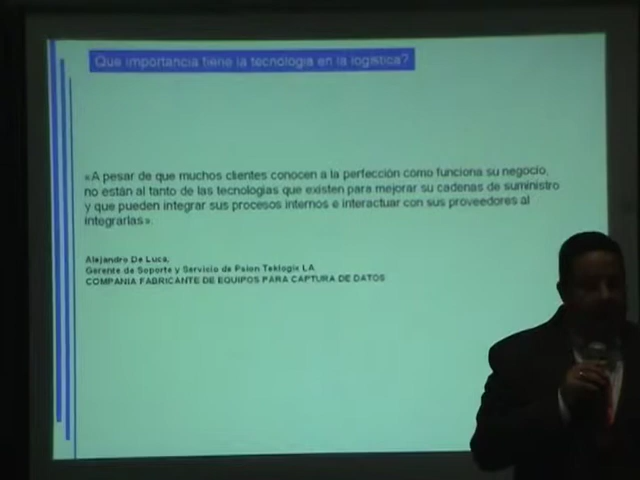 Que importancia tiene la tecnologia en la logistica?
«A pesar de que muchos clientes conocen a la perfección como funciona su negocio,
no están al tanto de las tecnologías que existen para mejorar su cadenas de suministro
y que pueden integrar sus procesos internos e interactuar con sus proveedores al
integrarlas».
Alejandro De Luca,
Gerente de Soporte y Servicio de Psion Teklogix LA
COMPAÑIA FABRICANTE DE EQUIPOS PARA CAPTURA DE DATOS